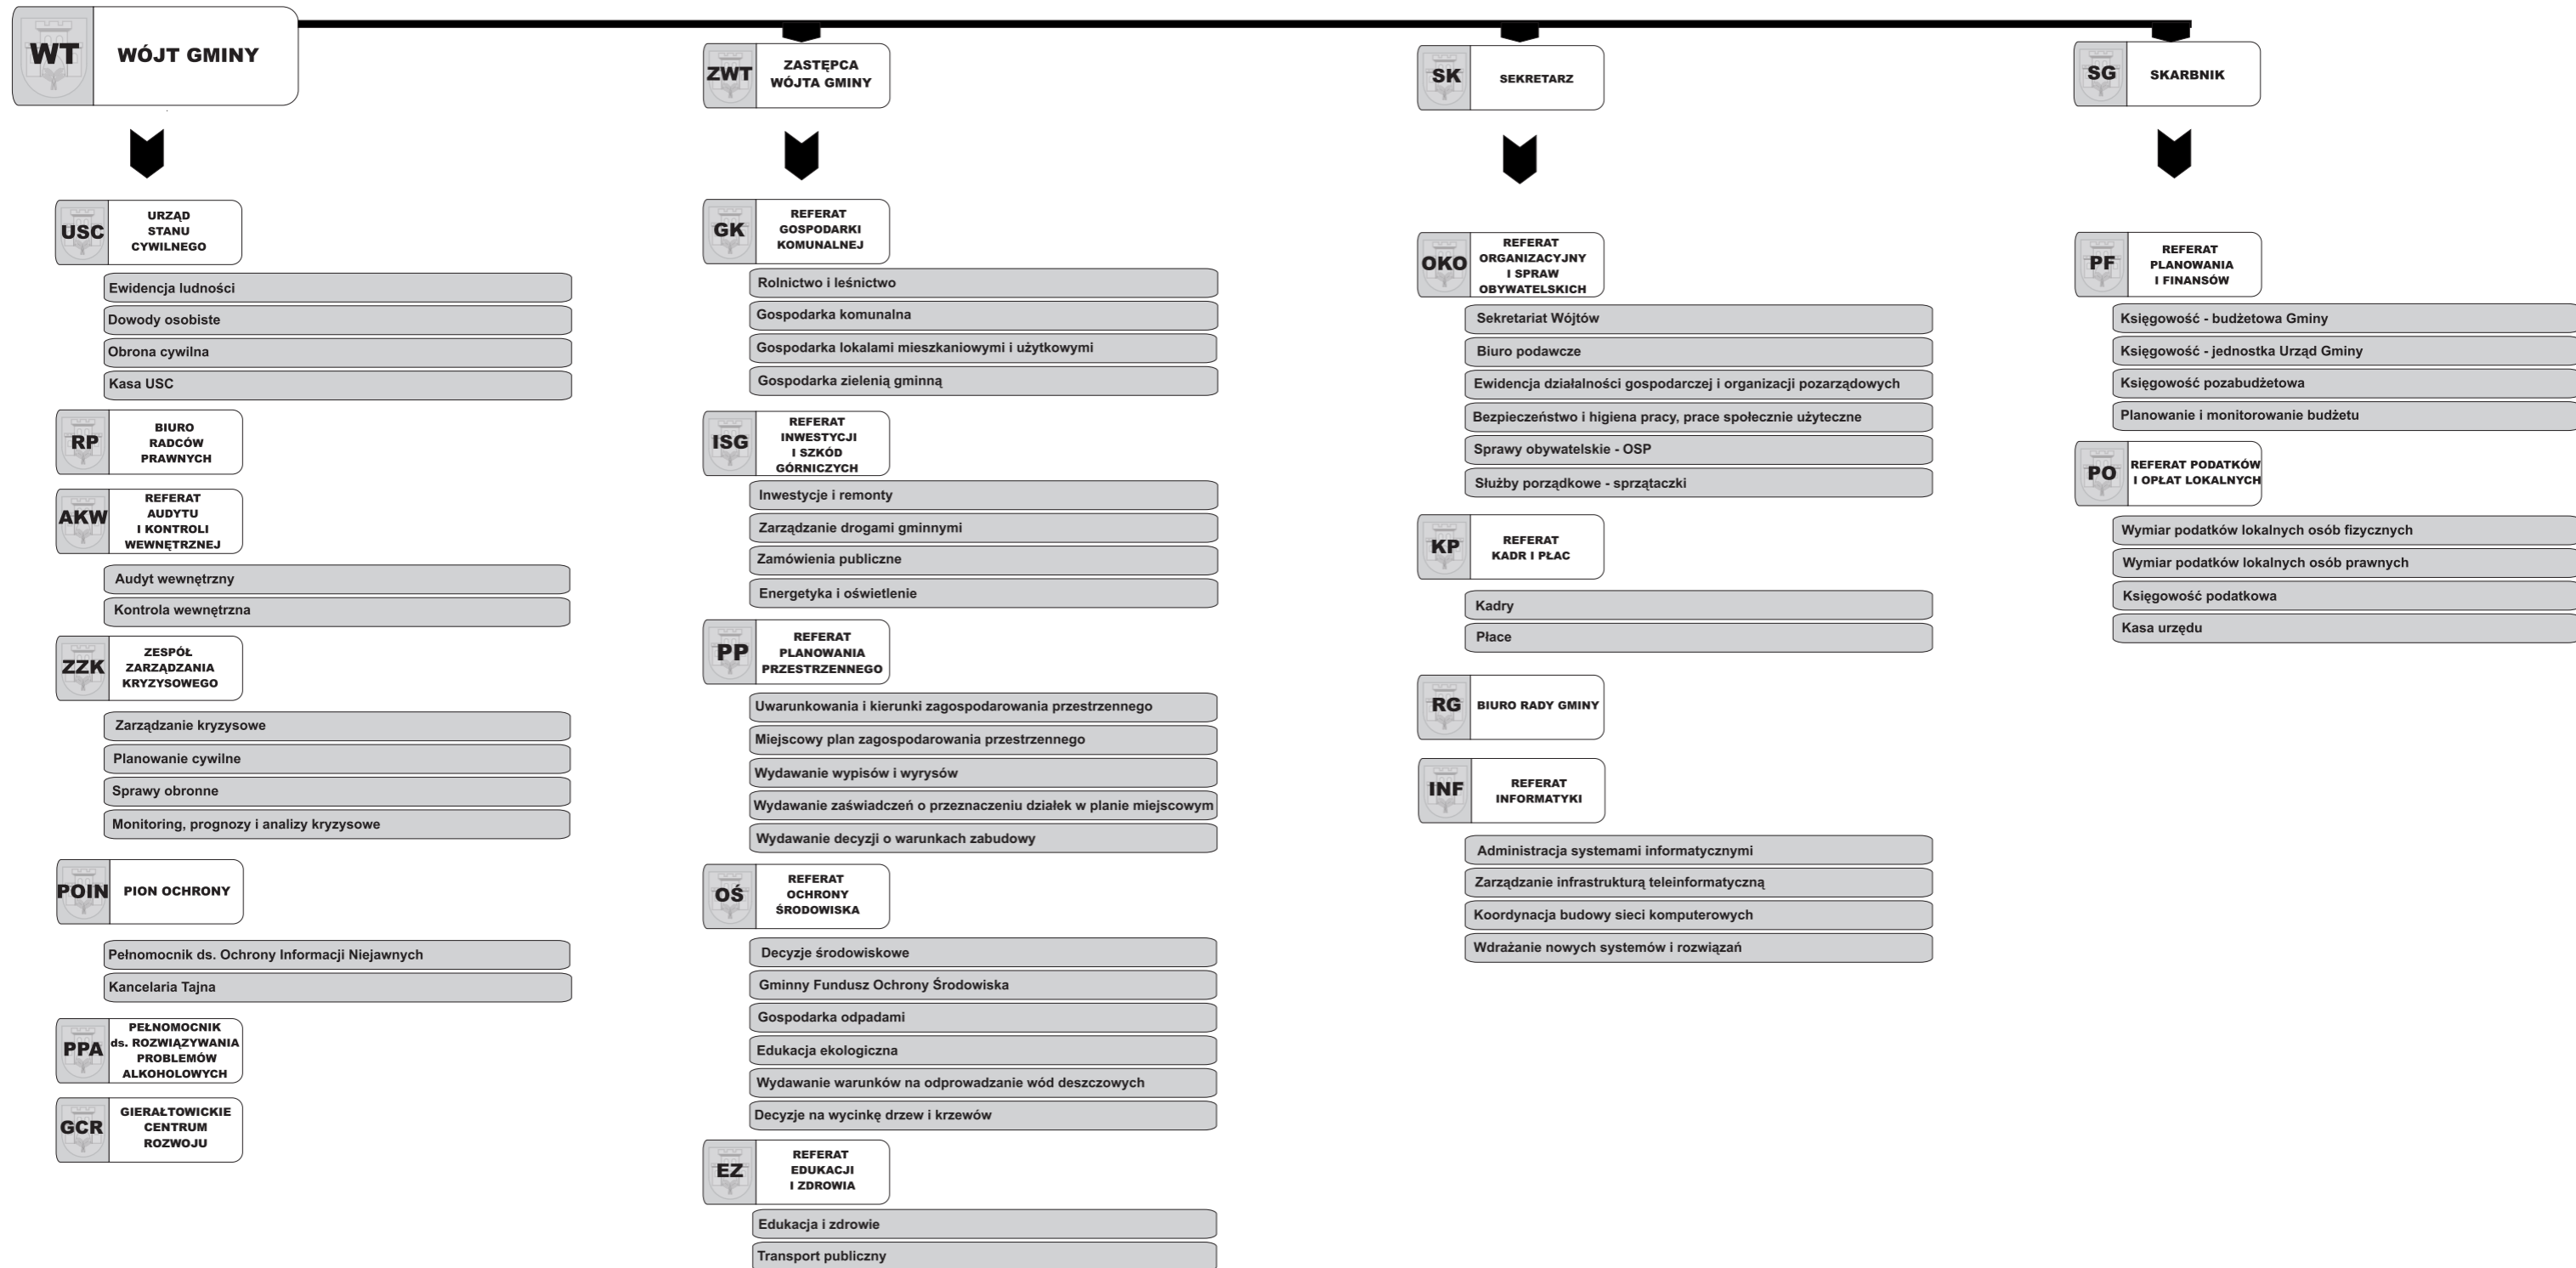 WT
WÓJT GMINY
USC
URZĄD
STANU
CYWILNEGO
Ewidencja ludności
Dowody osobiste
Obrona cywilna
Kasa USC
RP
BIURO
RADCÓW
PRAWNYCH
AKW
REFERAT
AUDYTU
I KONTROLI
WEWNĘTRZNEJ
Audyt wewnętrzny
Kontrola wewnętrzna
ZZK
ZESPÓŁ
ZARZĄDZANIA
KRYZYSOWEGO
Zarządzanie kryzysowe
Planowanie cywilne
Sprawy obronne
Monitoring, prognozy i analizy kryzysowe
POIN
PION OCHRONY
Pełnomocnik ds. Ochrony Informacji Niejawnych
Kancelaria Tajna
PPA
PEŁNOMOCNIK
ds. ROZWIĄZYWANIA
PROBLEMÓW
ALKOHOLOWYCH
GCR
GIERAŁTOWICKIE
CENTRUM
ROZWOJU
ZWT
ZASTĘPCA
WÓJTA GMINY
GK
REFERAT
GOSPODARKI
KOMUNALNEJ
Rolnictwo i leśnictwo
Gospodarka komunalna
Gospodarka lokalami mieszkaniowymi i użytkowymi
Gospodarka zielenią gminną
ISG
REFERAT
INWESTYCJI
I SZKÓD
GÓRNICZYCH
Inwestycje i remonty
Zarządzanie drogami gminnymi
Zamówienia publiczne
Energetyka i oświetlenie
PP
REFERAT
PLANOWANIA
PRZESTRZENNEGO
Uwarunkowania i kierunki zagospodarowania przestrzennego
Miejscowy plan zagospodarowania przestrzennego
Wydawanie wypisów i wyrysów
Wydawanie zaświadczeń o przeznaczeniu działek w planie miejscowym
Wydawanie decyzji o warunkach zabudowy
OŚ
REFERAT
OCHRONY
ŚRODOWISKA
Decyzje środowiskowe
Gminny Fundusz Ochrony Środowiska
Gospodarka odpadami
Edukacja ekologiczna
Wydawanie warunków na odprowadzanie wód deszczowych
Decyzje na wycinkę drzew i krzewów
EZ
REFERAT
EDUKACJI
I ZDROWIA
Edukacja i zdrowie
Transport publiczny
SK
SEKRETARZ
OKO
REFERAT
ORGANIZACYJNY
I SPRAW
OBYWATELSKICH
Sekretariat Wójtów
Biuro podawcze
Ewidencja działalności gospodarczej i organizacji pozarządowych
Bezpieczeństwo i higiena pracy, prace społecznie użyteczne
Sprawy obywatelskie - OSP
Służby porządkowe - sprzątaczki
KP
REFERAT
KADR I PŁAC
Kadry
Płace
RG
BIURO RADY GMINY
INF
REFERAT
INFORMATYKI
Administracja systemami informatycznymi
Zarządzanie infrastrukturą teleinformatyczną
Koordynacja budowy sieci komputerowych
Wdrażanie nowych systemów i rozwiązań
SG
SKARBNIK
PF
REFERAT
PLANOWANIA
I FINANSÓW
Księgowość - budżetowa Gminy
Księgowość - jednostka Urząd Gminy
Księgowość pozabudżetowa
Planowanie i monitorowanie budżetu
PO
REFERAT PODATKÓW
I OPŁAT LOKALNYCH
Wymiar podatków lokalnych osób fizycznych
Wymiar podatków lokalnych osób prawnych
Księgowość podatkowa
Kasa urzędu